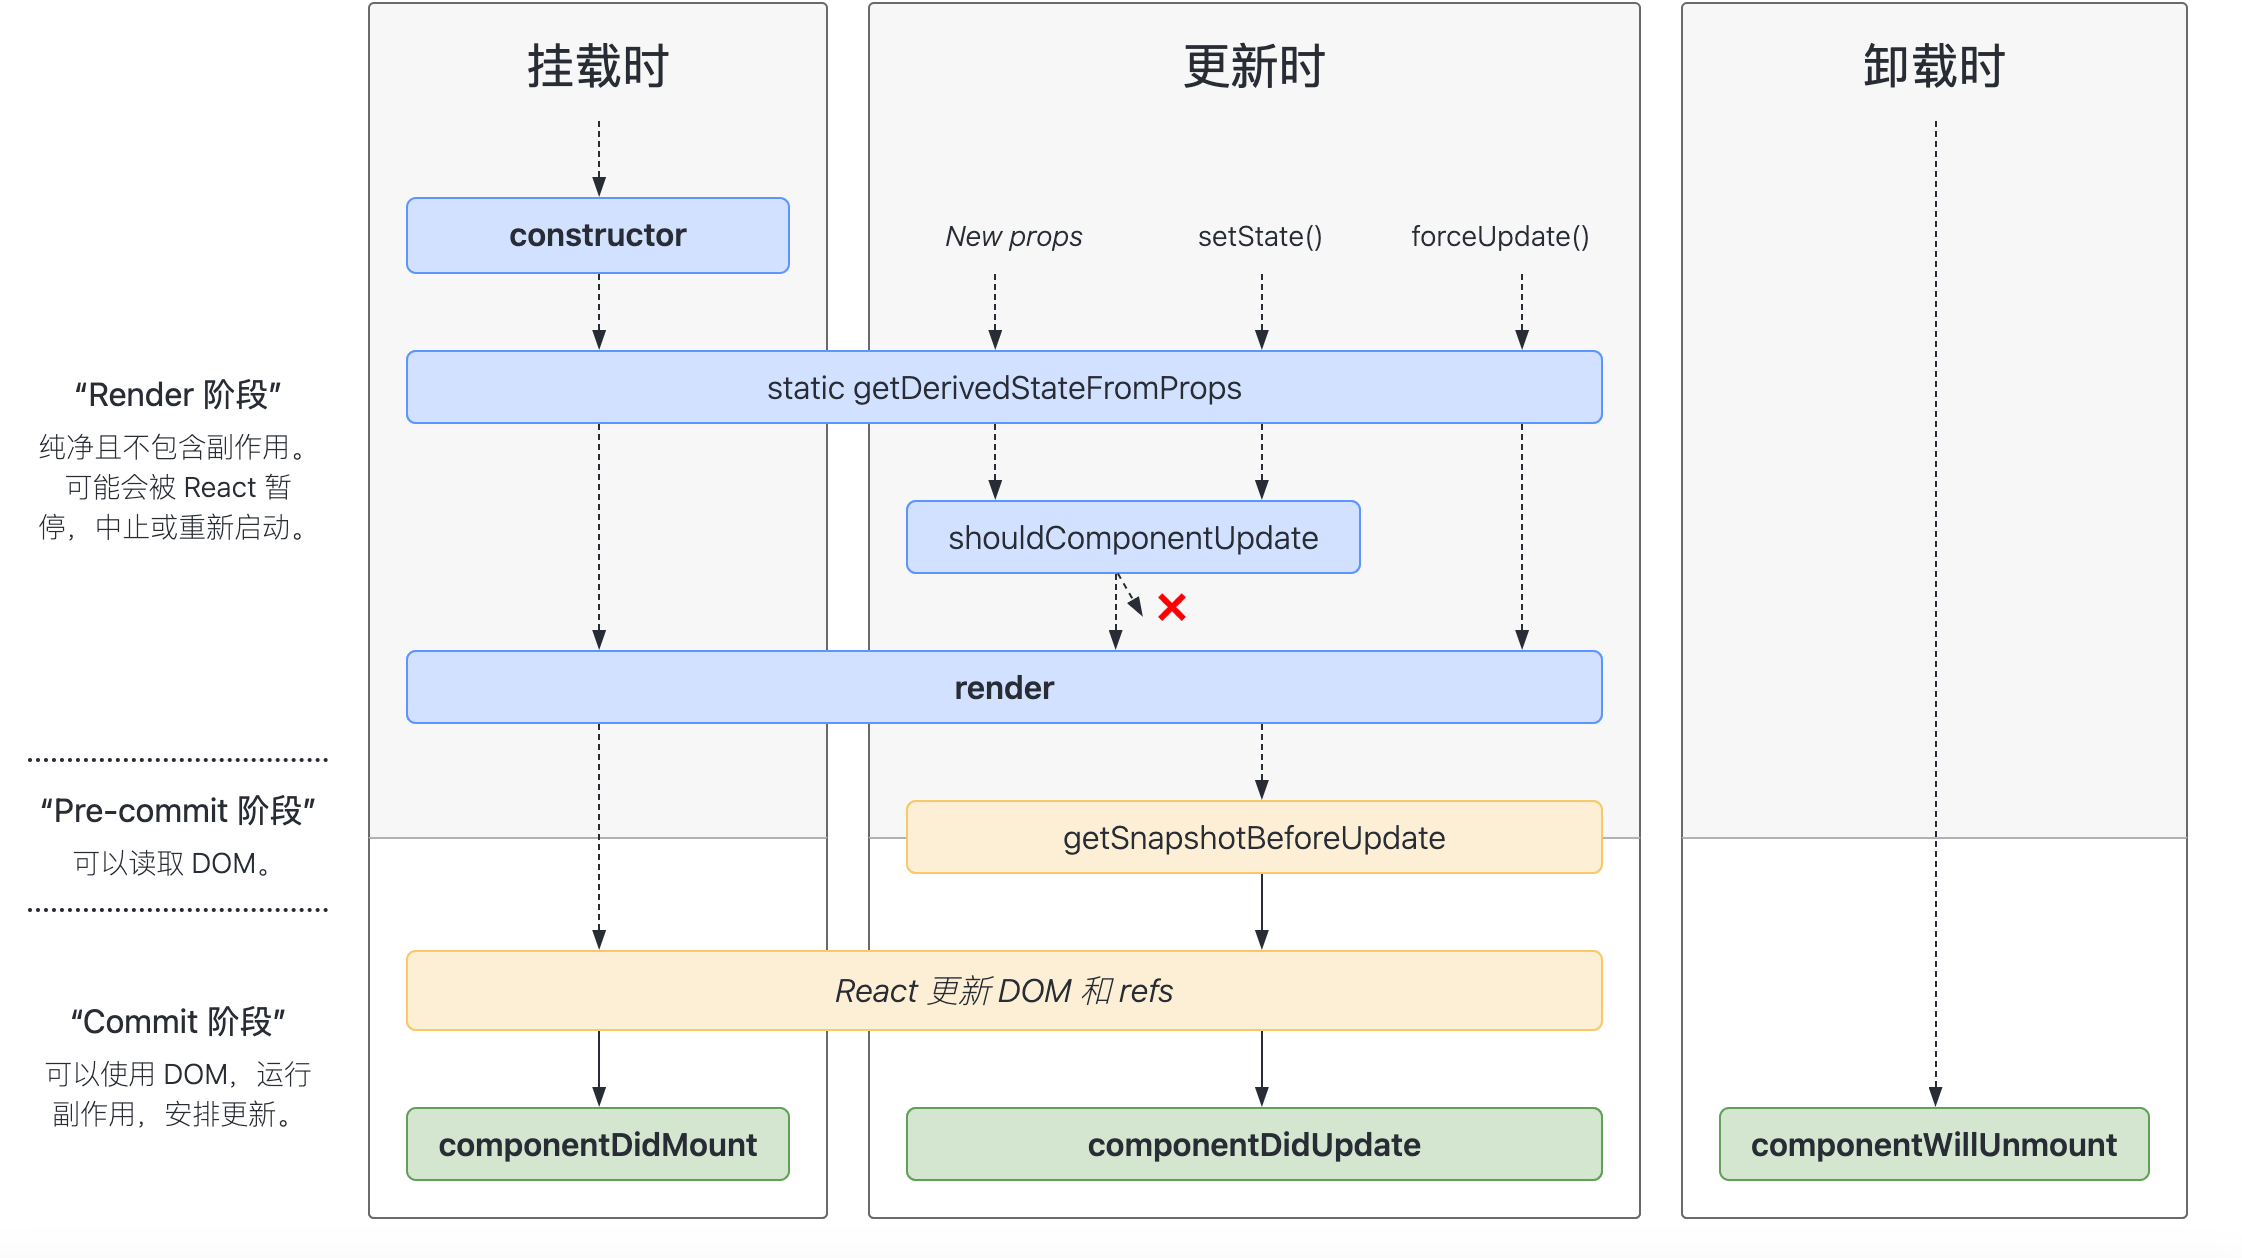 挂载时
更新时
卸载时
constructor
New props
setState()
forceUpdate()
static getDerivedStateFromProps
“Render 阶段”
纯净且不包含副作用。
可能会被 React 暂
停，中止或重新启动。
shouldComponentUpdate
render
“Pre-commit 阶段”
可以读取 DOM。
getSnapshotBeforeUpdate
React 更新 DOM 和 refs
“Commit 阶段”
可以使用 DOM，运行
副作用，安排更新。
componentDidMount
componentDidUpdate
componentWillUnmount